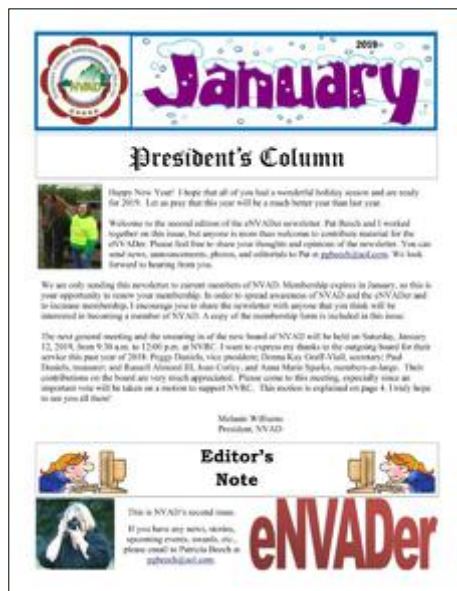 NVAD
2019
January
President's Column
Happy New Year! I hope that all of you had a wonderful holiday season and are ready
for 2019. Let us pray that this year will be a much better year than last year.
Welcome to the second edition of the eNVADer newsletter. Pat Beech and I worked
together on this issue, but anyone is more than welcome to contribute material for the
eNVADer. Please feel free to share your thoughts and opinions of the newsletter. You can
send news, announcements, photos, and editorials to Pat at pgbeech@aol.com. We look
forward to hearing from you.
We are only sending this newsletter to current members of NVAD. Membership expires in January, so this is
your opportunity to renew your membership. In order to spread awareness of NVAD and the eNVADer and
to increase membership, I encourage you to share the newsletter with anyone that you think will be
interested in becoming a member of NVAD. A copy of the membership form is included in this issue.
The next general meeting and the swearing in of the new board of NVAD will be held on Saturday, January
12, 2019, from 9:30 a.m. to 12:00 p.m. at NVRC. I want to express my thanks to the outgoing board for their
service this past year of 2018: Peggy Daniels, vice president; Donna Kay secretary; Paul
Daniels, treasurer; and Russell Almond III, Joan Corley, and Anna Marie Sparks, members-at-large. Their
contributions on the board are very much appreciated. Please come to this meeting, especially since an
important vote will be taken on a motion to support NVRC. This motion is explained on page 4. I truly hope
to see you all there!
Melanie Williams
President, NVAD
Editor's
Note
This is NVAD's second issue.
If you have any news, stories,
upcoming events, awards, etc.,
please email to Patricia Beech at
pgbeech@aol.com.
eNVADer